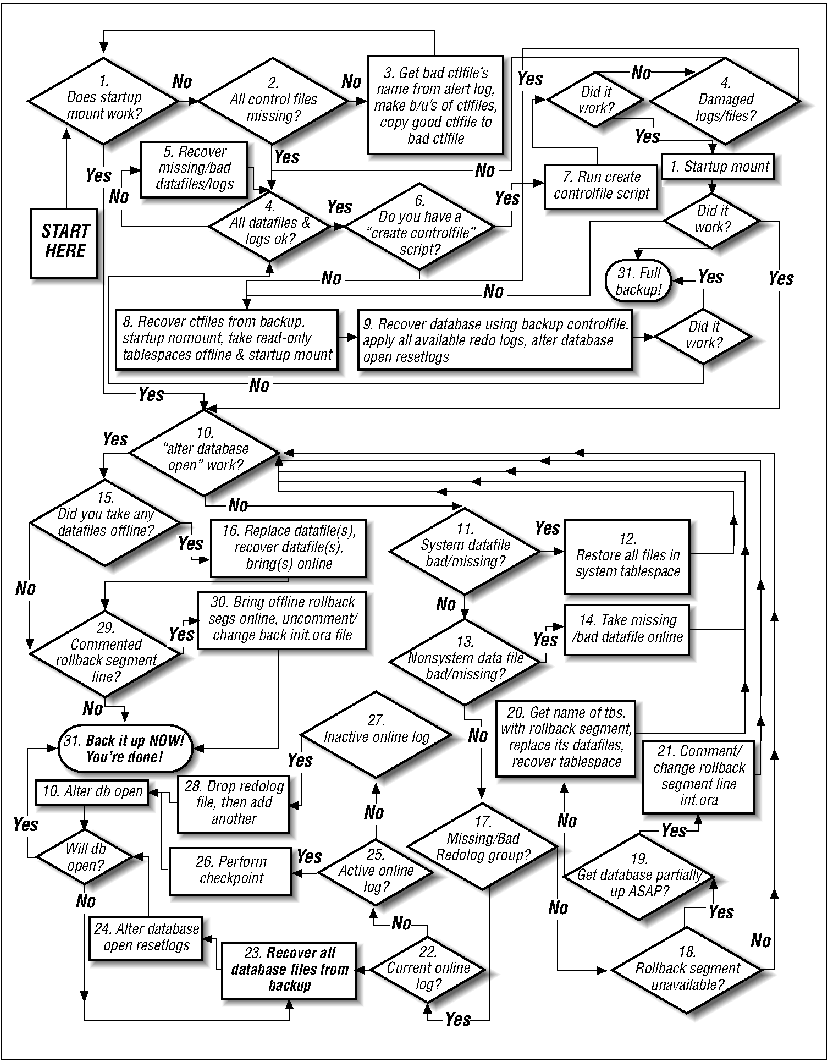 1.
Does startup
mount work?
No
2.
All control files
missing?
No
3. Get bad ctlfile's
name from alert log,
make b/u's of ctlfiles,
copy good ctlfile to
bad ctlfile
Yes
Did it
work?
No
4.
Damaged
logs/files?
Yes
1. Startup mount
5. Recover
missing/bad
datafiles/logs
Yes
No
Yes
No
START
HERE
4.
All datafiles &
logs ok?
Yes
6.
Do you have a
"create controlfile"
script?
Yes
7. Run create
controlfile script
Did it
work?
No
No
31. Full
backup!
Yes
Yes
8. Recover ctfiles from backup.
startup nomount, take read-only
tablespaces offline & startup mount
9. Recover database using backup controlfile.
apply all available redo logs, alter database
open resetlogs
Did it
work?
No
Yes
10.
"alter database
open" work?
Yes
No
15.
Did you take any
datafiles offline?
Yes
16. Replace datafile(s),
recover datafile(s).
bring(s) online
11.
System datafile
bad/missing?
Yes
12.
Restore all files in
system tablespace
No
No
29.
Commented
rollback segment
line?
Yes
30. Bring offline rollback
segs online, uncomment/
change back init.ora file
13.
Nonsystem data file
bad/missing?
Yes
14. Take missing
/bad datafile online
No
No
31. Back it up NOW!
You're done!
27.
Inactive online log
20. Get name of tbs.
with rollback segment,
replace its datafiles,
recover tablespace
21. Comment/
change rollback
segment line
int.ora
10. Alter db open
28. Drop redolog
file, then add
another
Yes
Yes
No
17.
Missing/Bad
Redolog group?
No
Yes
Will db
open?
26. Perform
checkpoint
Yes
25.
Active online
log?
19.
Get database partially
up ASAP?
No
No
No
Yes
24. Alter database
open resetlogs
23. Recover all
database files from
backup
22.
Current online
log?
18.
Rollback segment
unavailable?
No
Yes